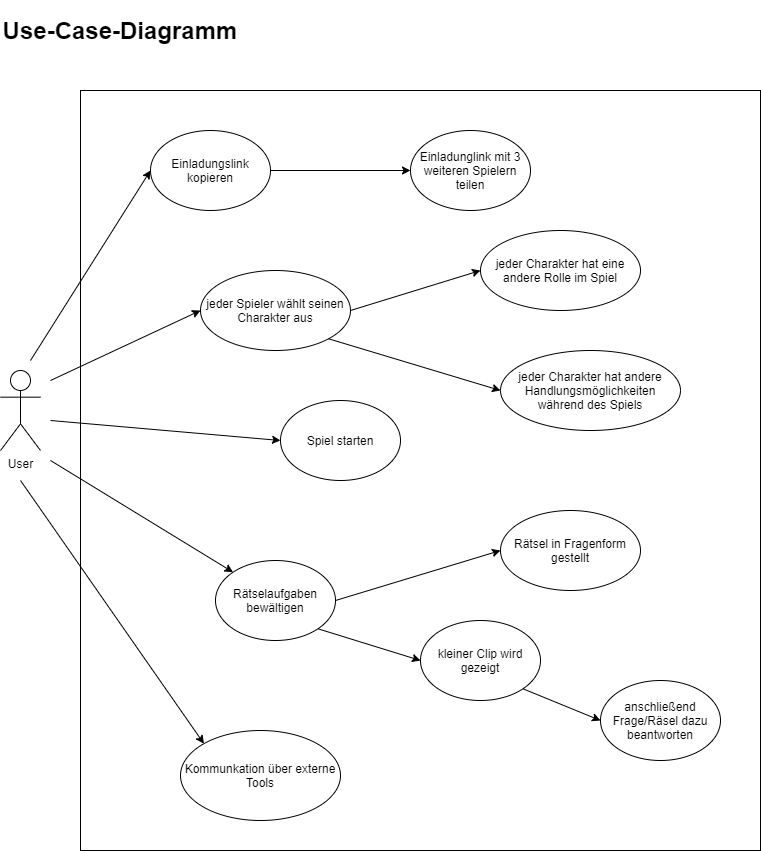 Use-Case-Diagramm
Einladungslink
kopieren
Einladunglink mit 3
weiteren Spielern
teilen
jeder Charakter hat eine
andere Rolle im Spiel
jeder Spieler wählt seinen
Charakter aus
jeder Charakter hat andere
Handlungsmöglichkeiten
während des Spiels
Spiel starten
User
Rätsel in Fragenform
gestellt
Rätselaufgaben
bewältigen
kleiner Clip wird
gezeigt
anschließend
Frage/Räsel dazu
beantworten
Kommunkation über externe
Tools